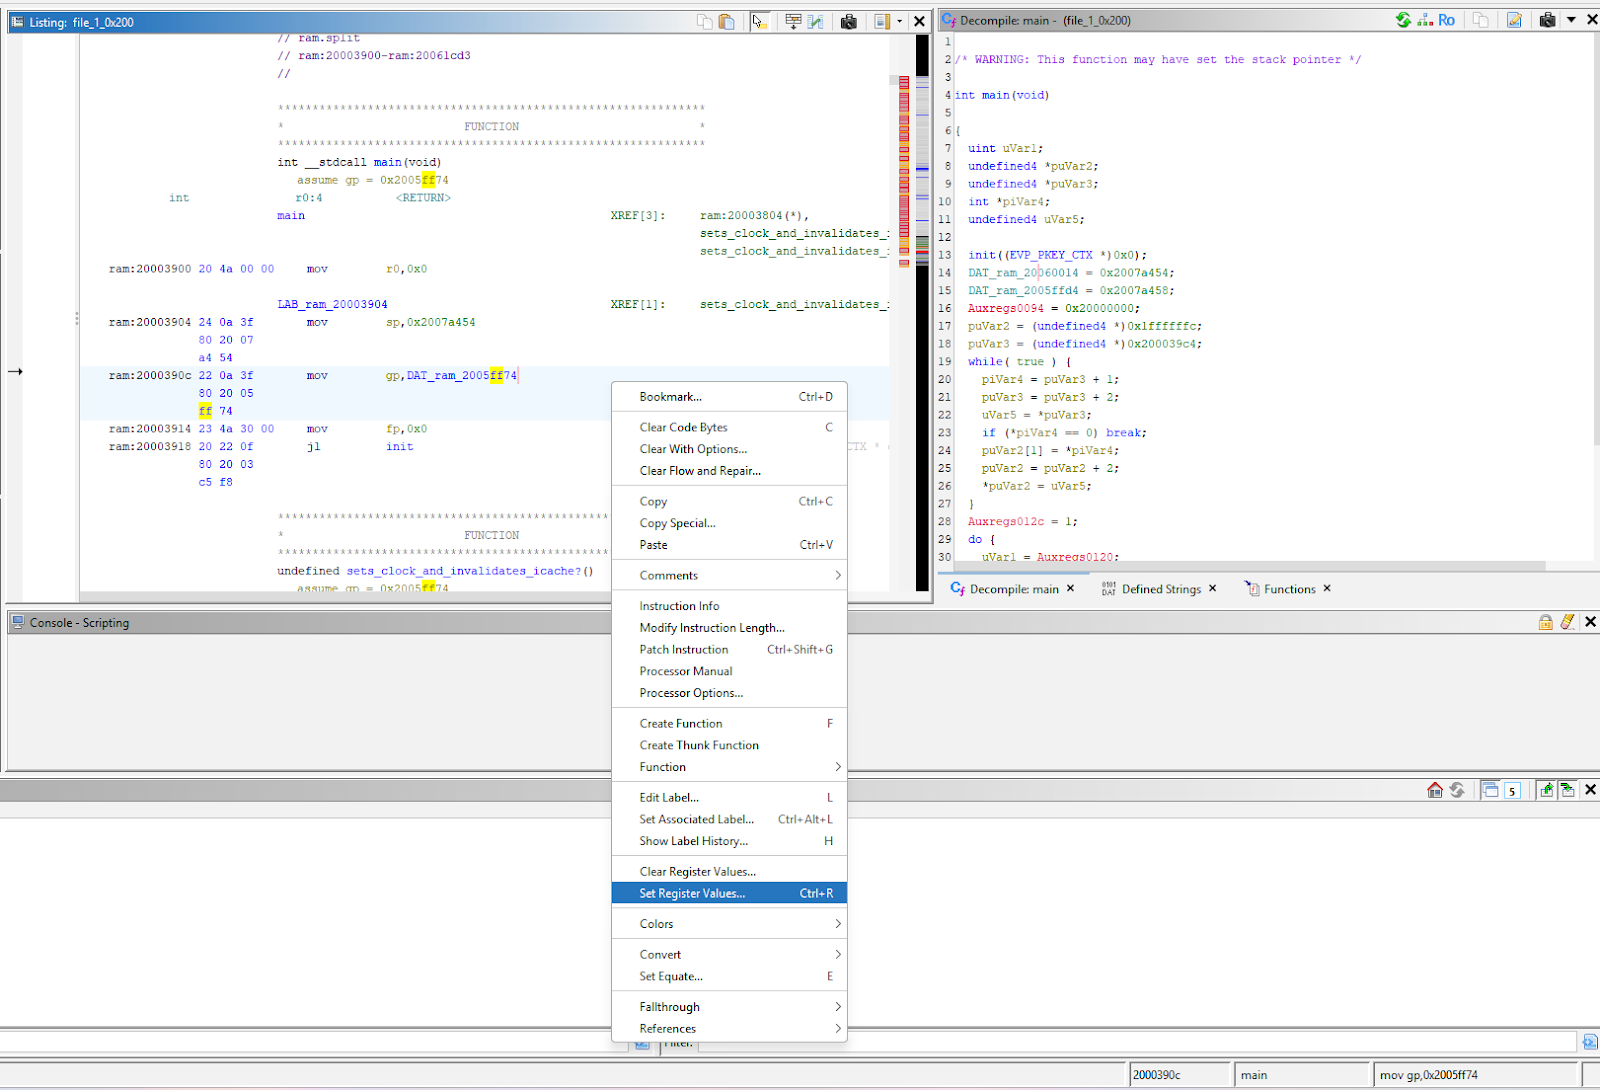 Listing: file_1_0x200
// ram.split
// ram:20003900-ram:20061cd3
//
************************************************************
* FUNCTION *
************************************************************
int __stdcall main(void)
assume gp = 0x2005ff74
int r0:4 <RETURN>
main XREF[3]: ram:20003804(*),
sets_clock_and_invalidates_i
sets_clock_and_invalidates_i
ram:20003900 20 4a 00 00 mov r0,0x0
LAB_ram_20003904 XREF[1]: sets_clock_and_invalidates_i
ram:20003904 24 0a 3f mov sp,0x2007a454
80 20 07
a4 54
ram:2000390c 22 0a 3f mov gp,DAT_ram_2005ff74
80 20 05
ff 74
ram:20003914 23 4a 30 00 mov fp,0x0
ram:20003918 20 22 0f jl init CTX *
80 20 03
c5 f8
************************************************
* FUNCTION
************************************************
undefined sets_clock_and_invalidates_icache?()
assume gp = 0x2005ff74
Bookmark... Ctrl+D
Clear Code Bytes C
Clear With Options...
Clear Flow and Repair...
Copy Ctrl+C
Copy Special...
Paste Ctrl+V
Comments
Instruction Info
Modify Instruction Length...
Patch Instruction Ctrl+Shift+G
Processor Manual
Processor Options...
Create Function F
Create Thunk Function
Function
Edit Label... L
Set Associated Label... Ctrl+Alt+L
Show Label History... H
Clear Register Values...
Set Register Values... Ctrl+R
Colors
Convert
Set Equate... E
Fallthrough
References
Decompile: main - (file_1_0x200)
Ro
1
2 /* WARNING: This function may have set the stack pointer */
3
4 int main(void)
5
6 {
7 uint uVar1;
8 undefined4 *puVar2;
9 undefined4 *puVar3;
10 int *piVar4;
11 undefined4 uVar5;
12
13 init((EVP_PKEY_CTX *)0x0);
14 DAT_ram_20060014 = 0x2007a454;
15 DAT_ram_2005ffd4 = 0x2007a458;
16 Auxregs0094 = 0x20000000;
17 puVar2 = (undefined4 *)0x1ffffffc;
18 puVar3 = (undefined4 *)0x200039c4;
19 while( true ) {
20 piVar4 = puVar3 + 1;
21 puVar3 = puVar3 + 2;
22 uVar5 = *puVar3;
23 if (*piVar4 == 0) break;
24 puVar2[1] = *piVar4;
25 puVar2 = puVar2 + 2;
26 *puVar2 = uVar5;
27 }
28 Auxregs012c = 1;
29 do {
30 uVar1 = Auxregs0120;
Decompile: main
Defined Strings
Functions
Console - Scripting
5
Filter:
2000390c
main
mov gp,0x2005ff74